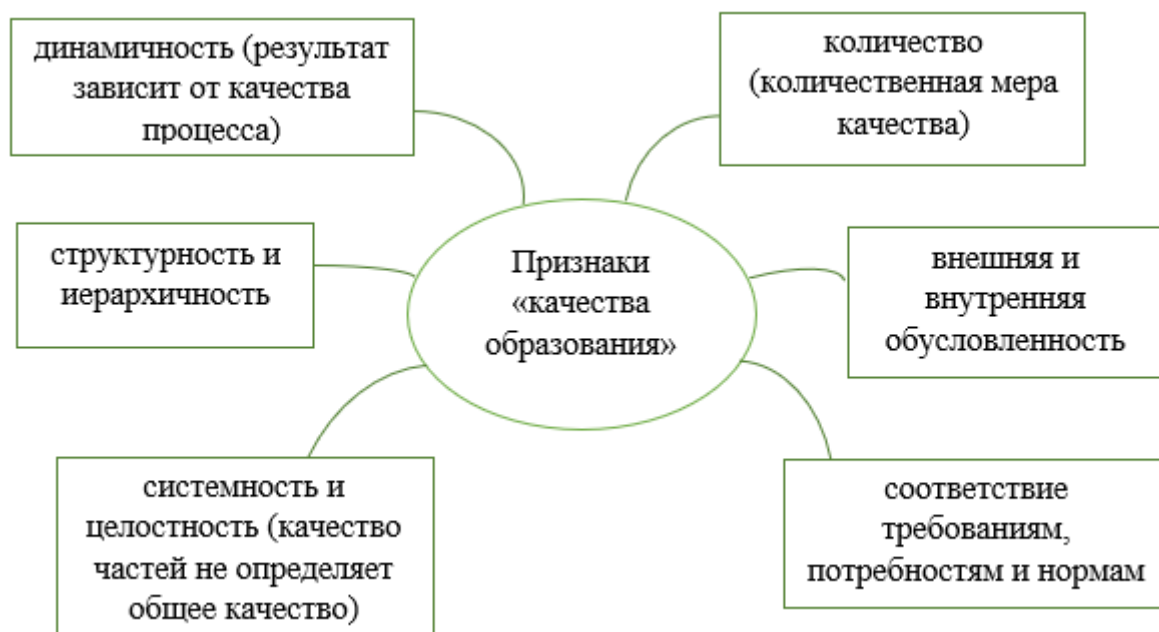 динамичность (результат
зависит от качества
процесса)
количество
(количественная мера
качества)
структурность и
иерархичность
Признаки
«качества
образования»
внешняя и
внутренняя
обусловленность
системность и
целостность (качество
частей не определяет
общее качество)
соответствие
требованиям,
потребностям и нормам